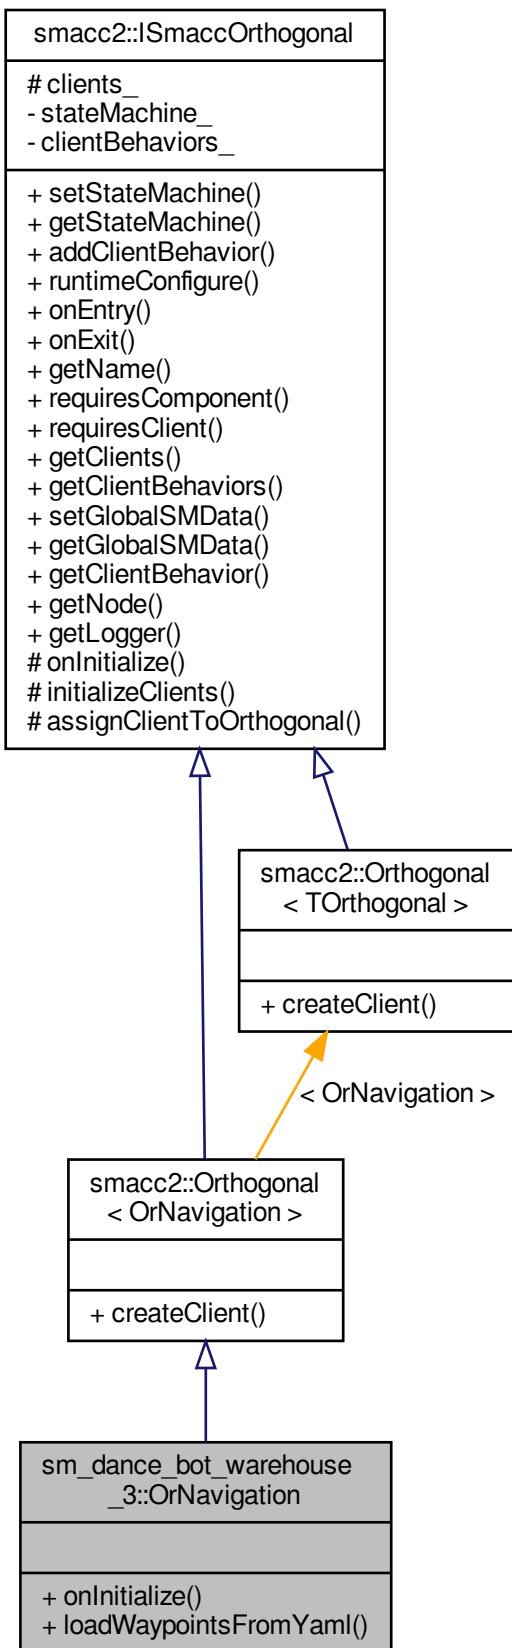 smacc2::ISmaccOrthogonal
# clients_
- stateMachine_
- clientBehaviors_
+ setStateMachine()
+ getStateMachine()
+ addClientBehavior()
+ runtimeConfigure()
+ onEntry()
+ onExit()
+ getName()
+ requiresComponent()
+ requiresClient()
+ getClients()
+ getClientBehaviors()
+ setGlobalSMData()
+ getGlobalSMData()
+ getClientBehavior()
+ getNode()
+ getLogger()
# onInitialize()
# initializeClients()
# assignClientToOrthogonal()
smacc2::Orthogonal
< TOrthogonal >
+ createClient()
< OrNavigation >
smacc2::Orthogonal
< OrNavigation >
+ createClient()
sm_dance_bot_warehouse
_3::OrNavigation
+ onInitialize()
+ loadWaypointsFromYaml()